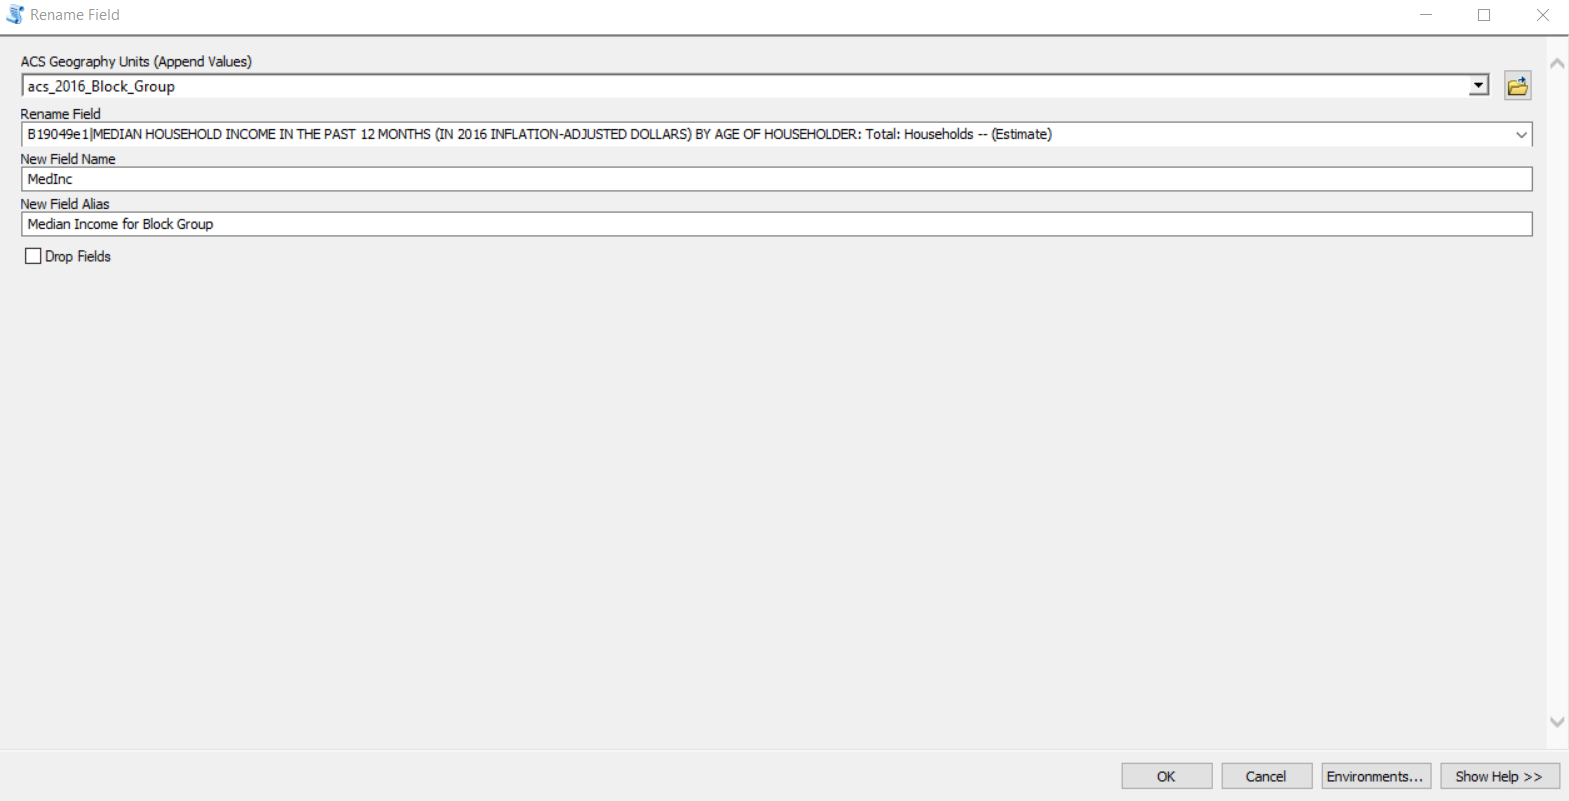 Rename Field
ACS Geography Units (Append Values)
acs_2016_Block_Group
Rename Field
B19049e1|MEDIAN HOUSEHOLD INCOME IN THE PAST 12 MONTHS (IN 2016 INFLATION-ADJUSTED DOLLARS) BY AGE OF HOUSEHOLDER: Total: Households -- (Estimate)
New Field Name
MedInc
New Field Alias
Median Income for Block Group
Drop Fields
OK Cancel Environments... Show Help >>